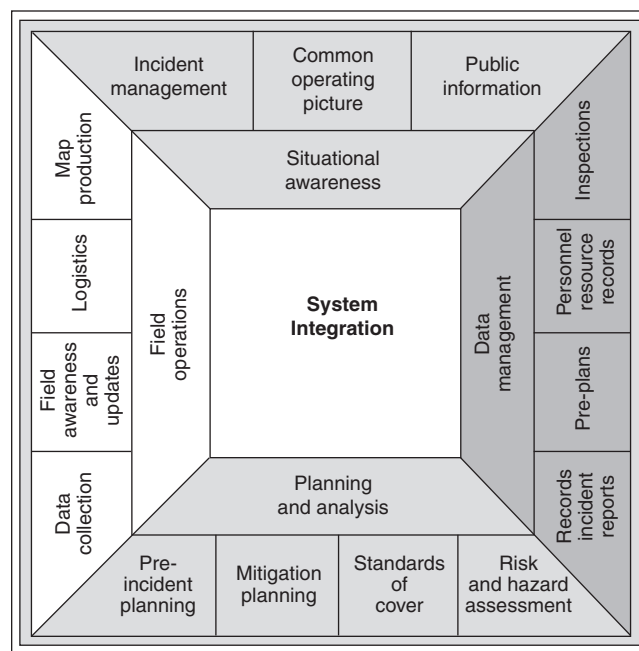 Incident
management
Common
operating
picture
Public
information
Situational
awareness
Map
production
Logistics
Field
awareness
and
updates
Data
collection
Field
operations
System
Integration
Data
management
Inspections
Personnel
resource
records
Pre-plans
Records
incident
reports
Planning
and analysis
Pre-
incident
planning
Mitigation
planning
Standards
of
cover
Risk
and hazard
assessment